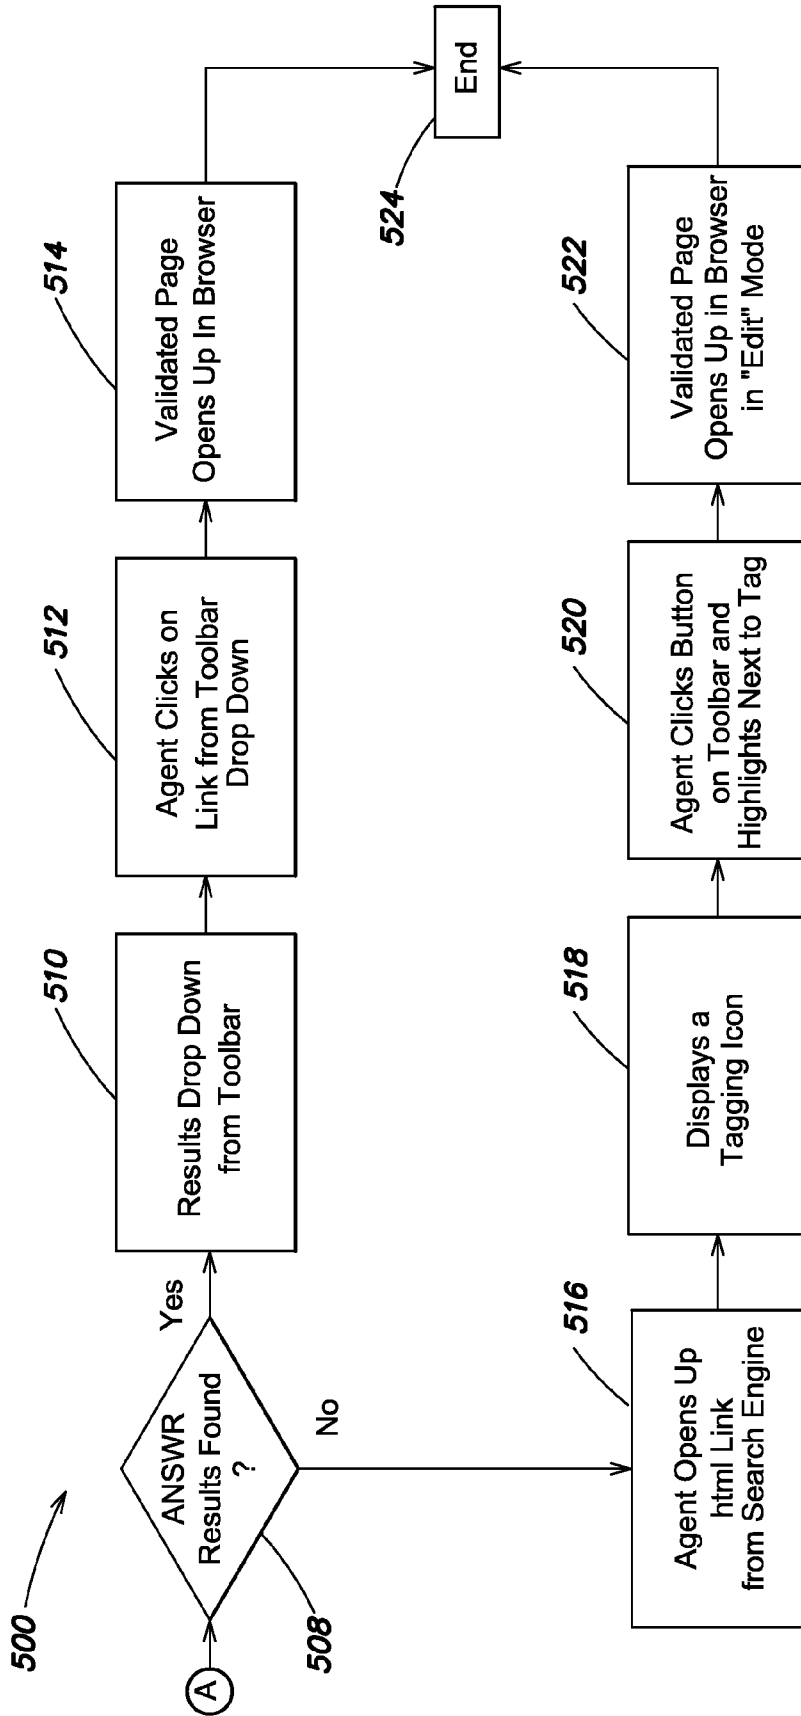 500
A
ANSWR
Results Found
?
508
Yes
No
510
Results Drop Down
from Toolbar
512
Agent Clicks on
Link from Toolbar
Drop Down
514
Validated Page
Opens Up In Browser
516
Agent Opens Up
html Link
from Search Engine
518
Displays a
Tagging Icon
520
Agent Clicks Button
on Toolbar and
Highlights Next to Tag
522
Validated Page
Opens Up in Browser
in "Edit" Mode
524
End